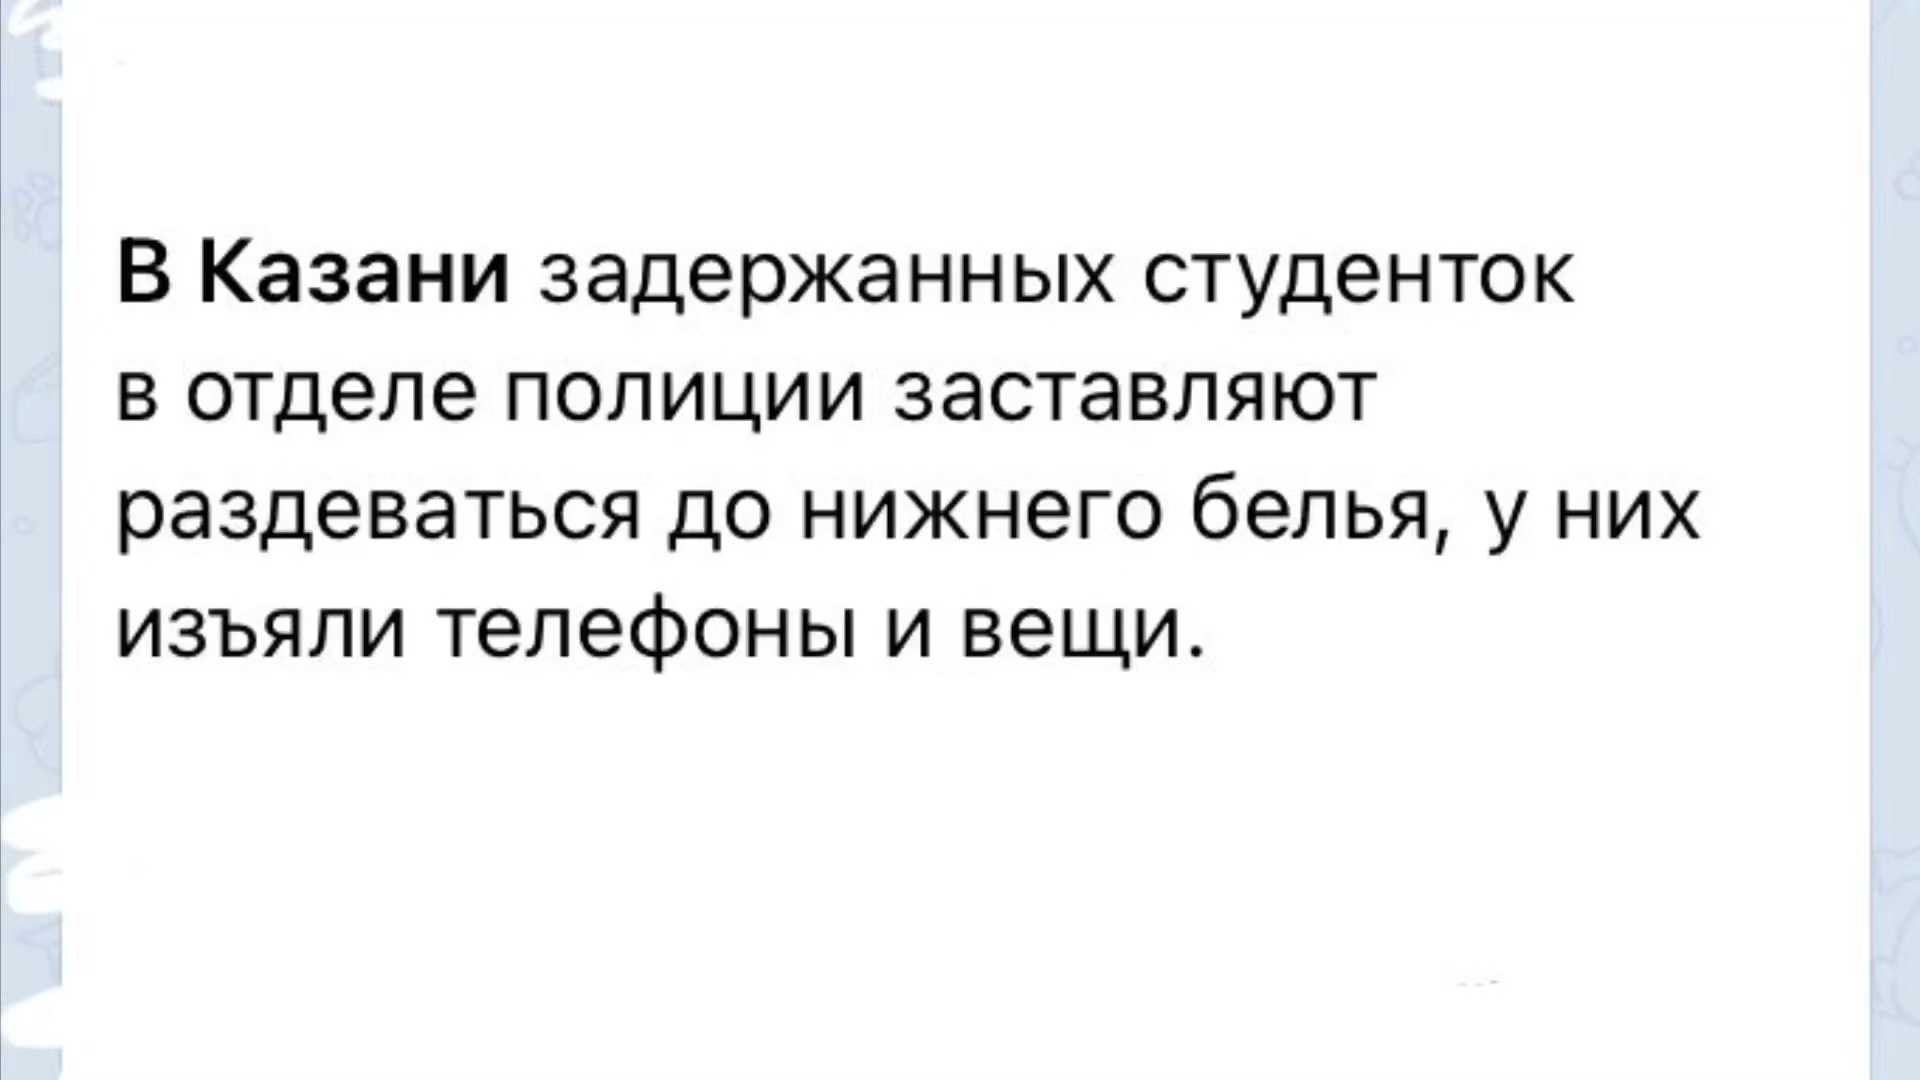 В Казани задержанных студенток
в отделе полиции заставляют
раздеваться до нижнего белья, у них
изъяли телефоны и вещи.